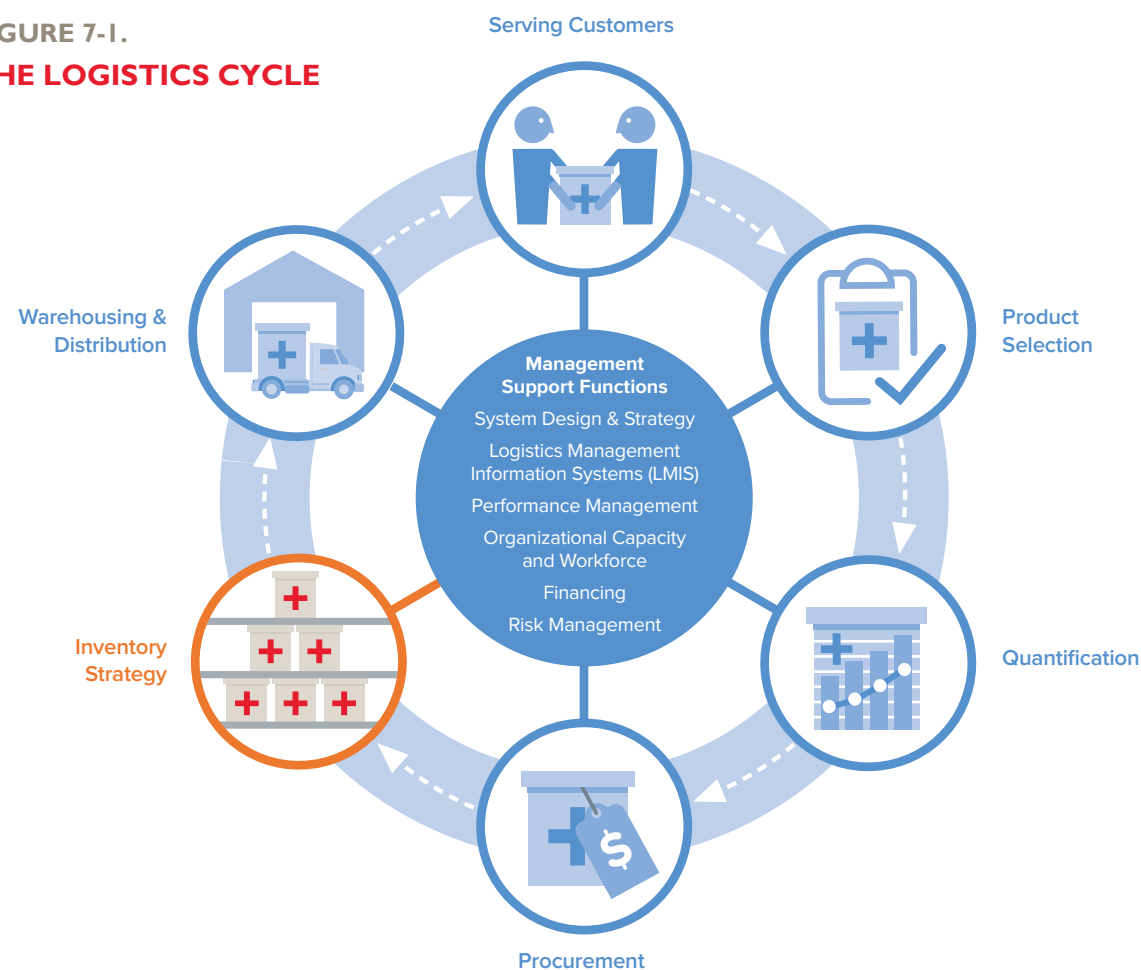 GURE 7-1.
HE LOGISTICS CYCLE
Serving Customers
Product
Selection
Quantification
Procurement
Inventory
Strategy
Warehousing &
Distribution
Management
Support Functions
System Design & Strategy
Logistics Management
Information Systems (LMIS)
Performance Management
Organizational Capacity
and Workforce
Financing
Risk Management
$